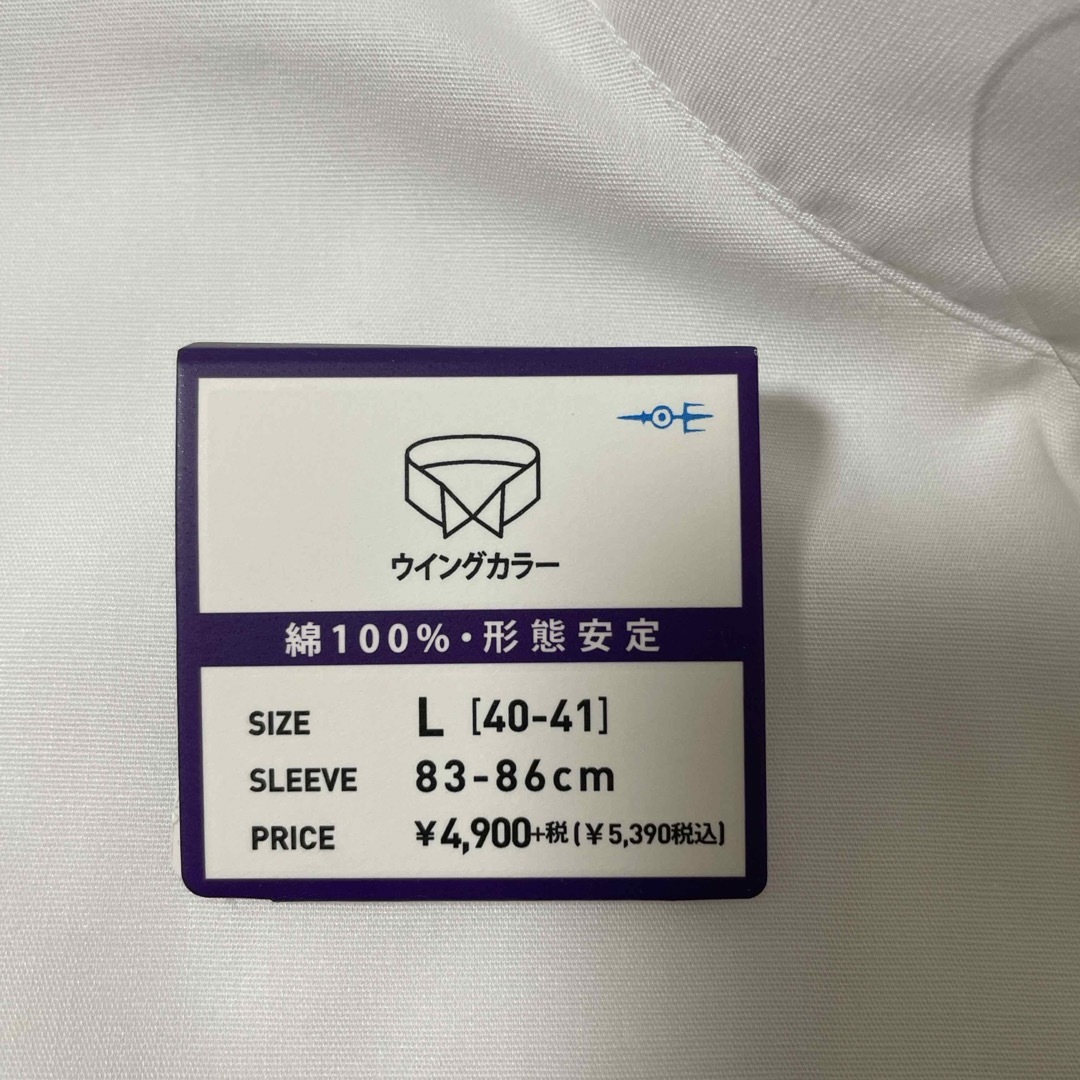 ウイングカラー
綿100%・形態安定
SIZE L [40-41]
SLEEVE 83-86cm
PRICE ¥4,900+税(¥5,390税込)